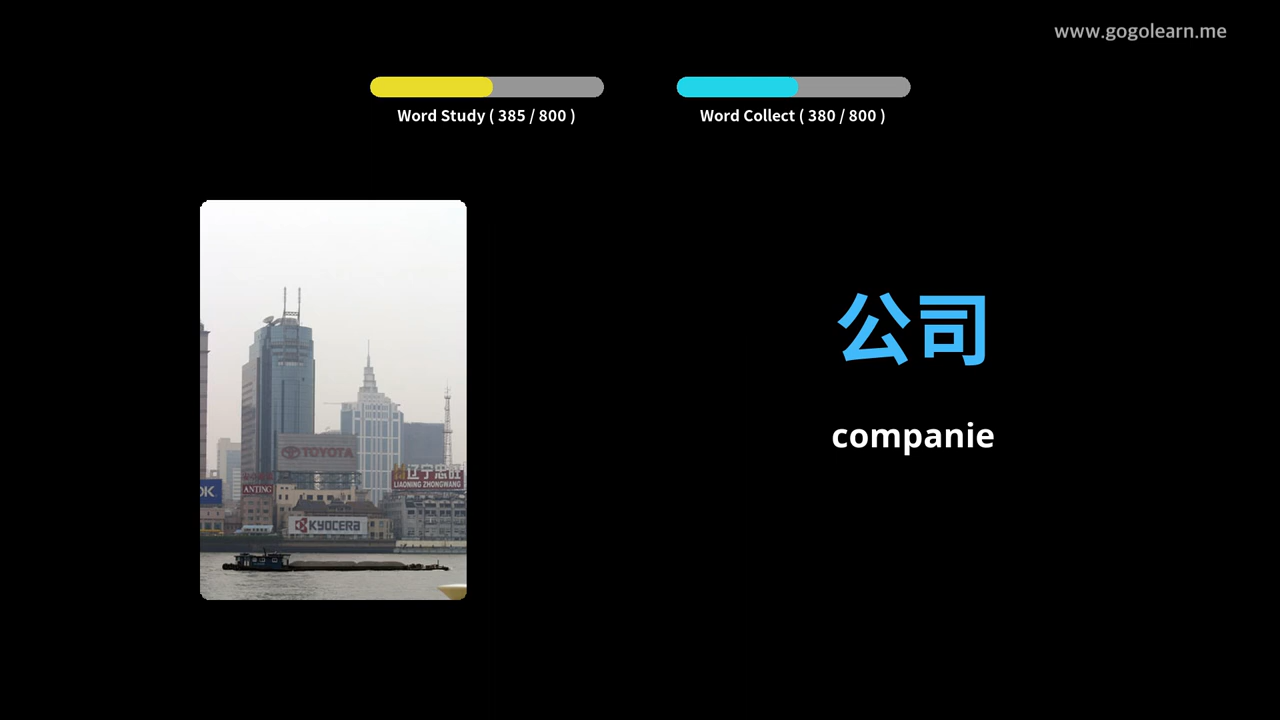 www.gogolearn.me
Word Study ( 385 / 800 )
Word Collect ( 380 / 800 )
公司
companie
TOYOTA
辽宁忠旺
LIAONING ZHONGWANG
OK
ANTING
KYOCERA